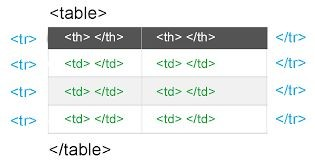 <table>
<tr> <th> </th> <th> </th> </tr>
<tr> <td> </td> <td> </td> </tr>
<tr> <td> </td> <td> </td> </tr>
<tr> <td> </td> <td> </td> </tr>
</table>